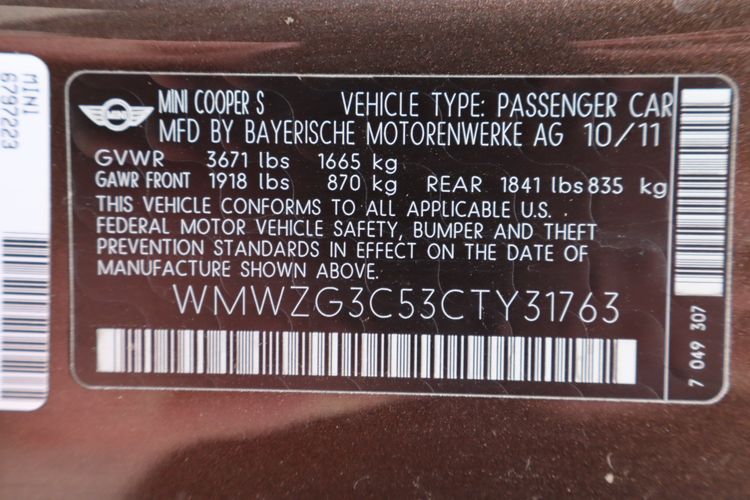 MINI
6797223
MINI
MINI COOPER S VEHICLE TYPE: PASSENGER CAR
MFD BY BAYERISCHE MOTORENWERKE AG 10/11
GVWR 3671 lbs 1665 kg
GAWR FRONT 1918 lbs 870 kg REAR 1841 lbs 835 kg
THIS VEHICLE CONFORMS TO ALL APPLICABLE U.S.
FEDERAL MOTOR VEHICLE SAFETY, BUMPER AND THEFT
PREVENTION STANDARDS IN EFFECT ON THE DATE OF
MANUFACTURE SHOWN ABOVE.
WMWZG3C53CTY31763
7 049 307